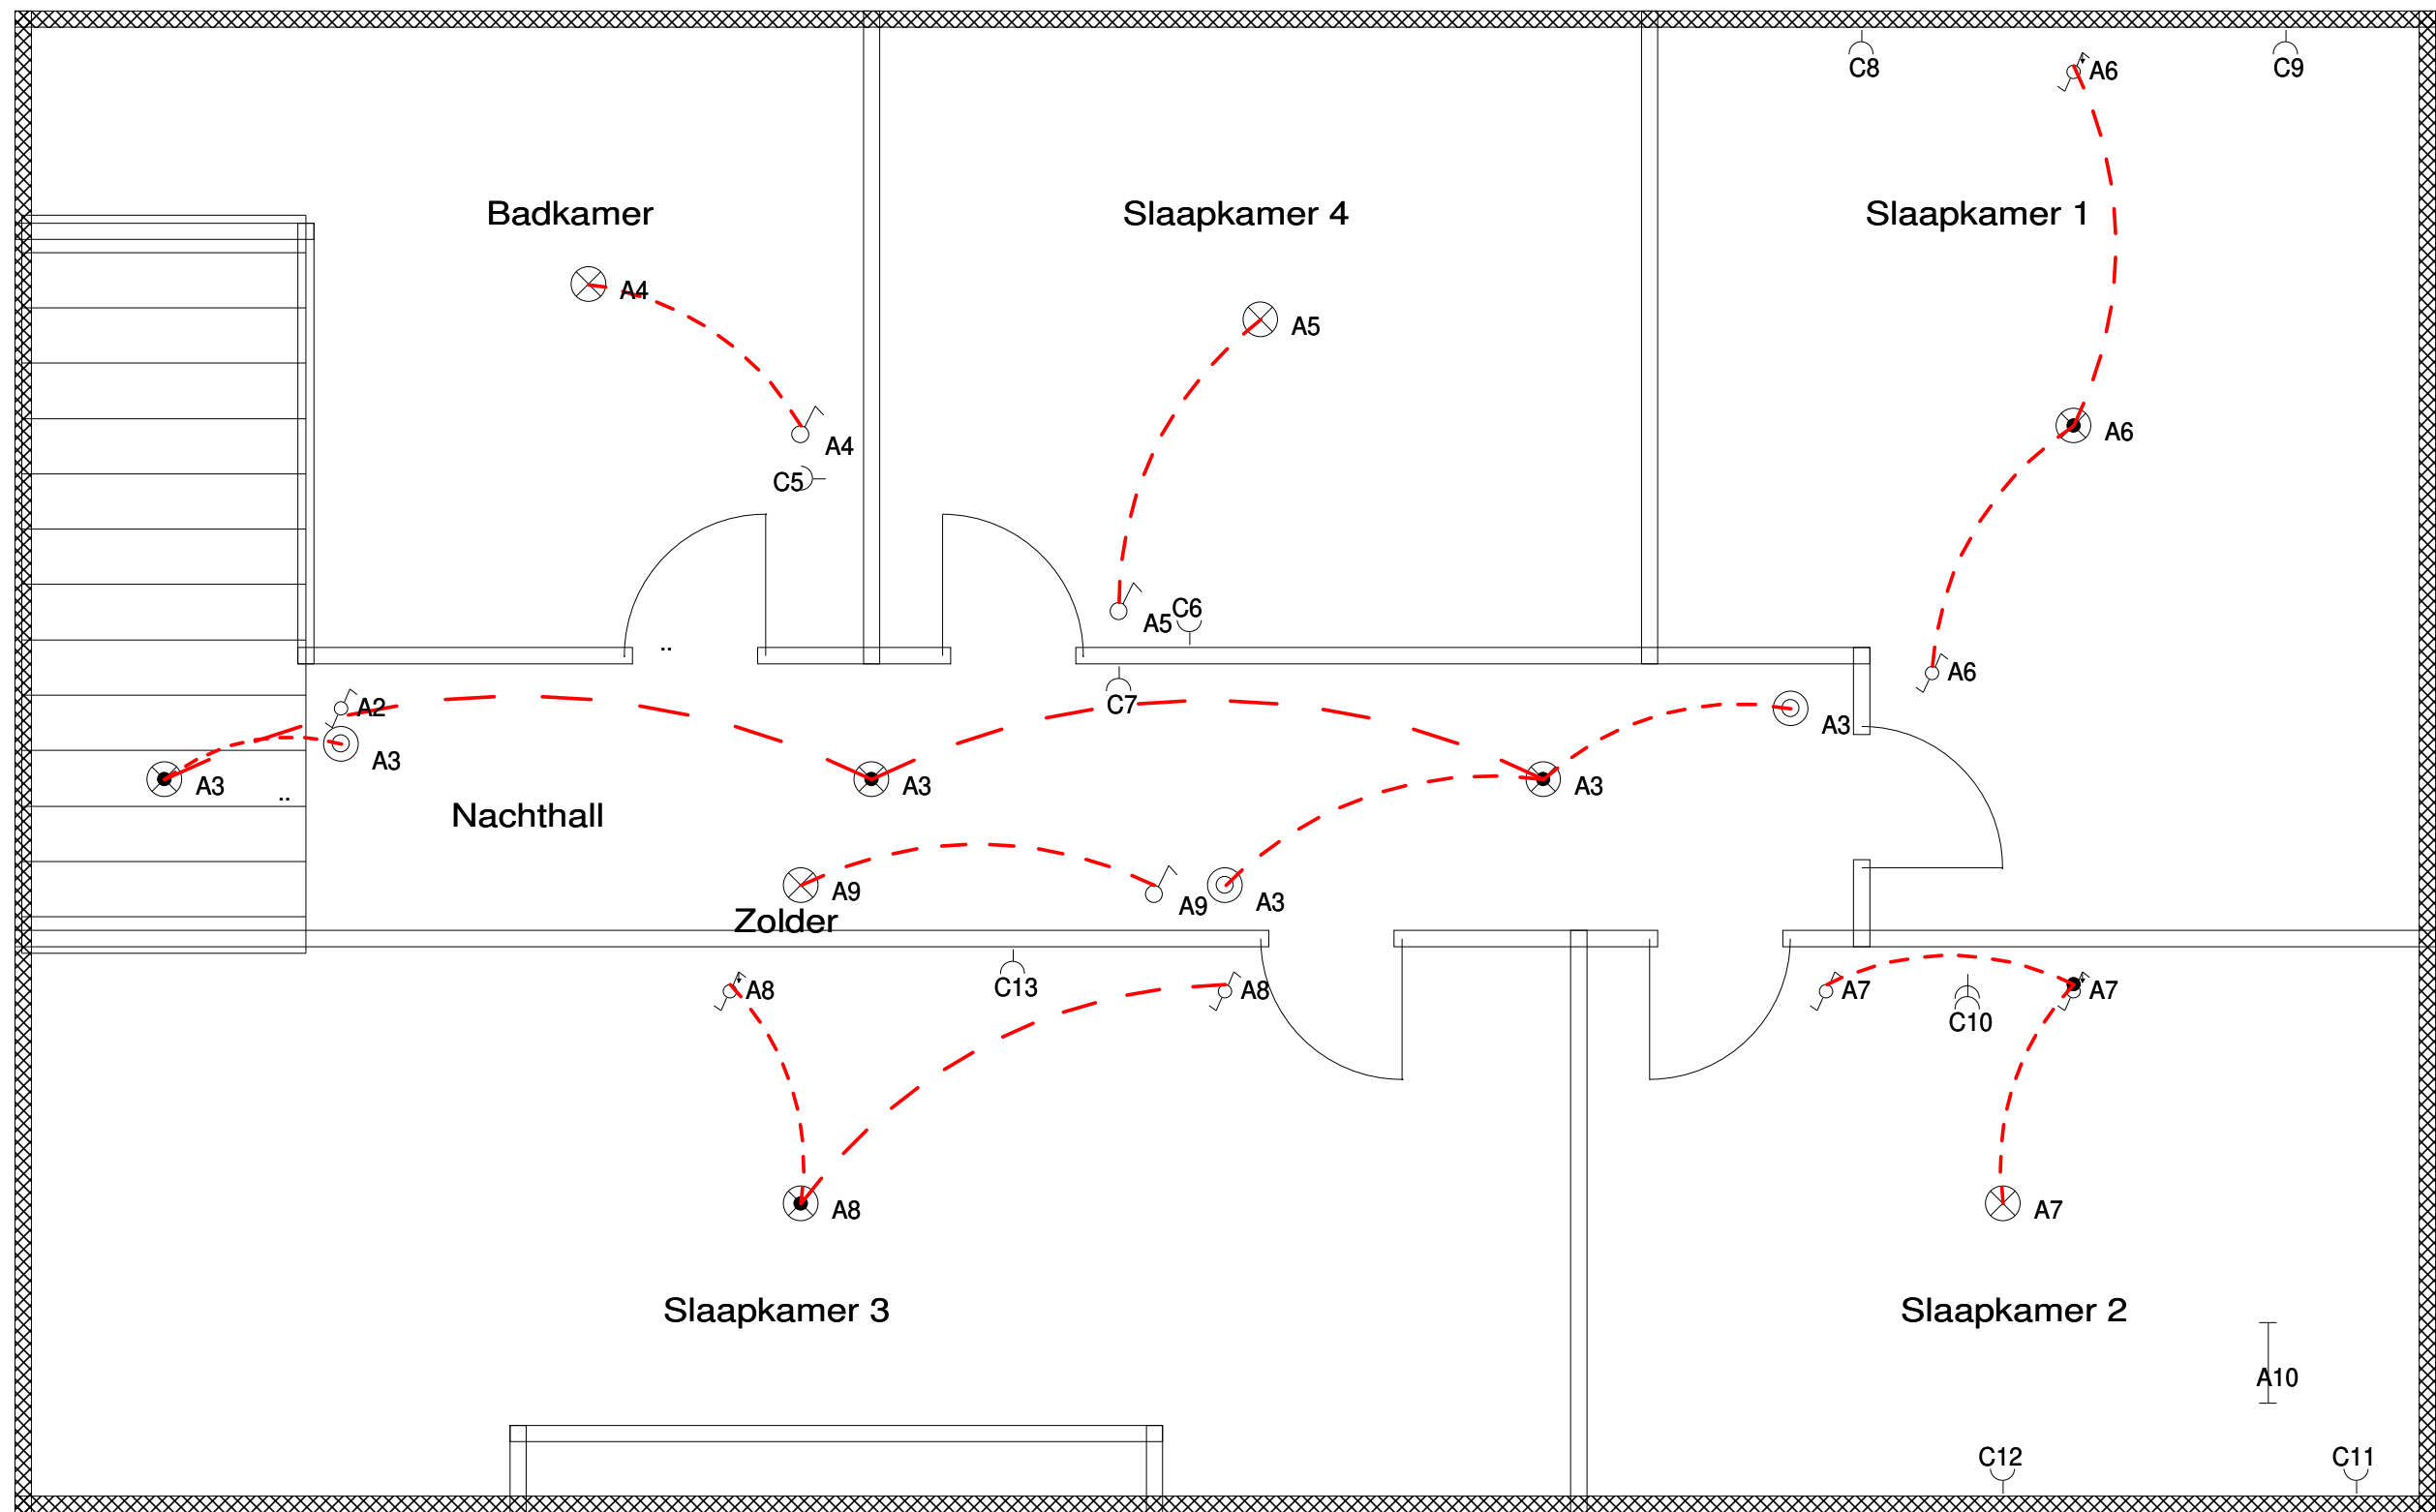 C8
C9
A6
Badkamer
Slaapkamer 4
Slaapkamer 1
A4
A5
A6
A4
C5
C6
A5
A6
A2
C7
A3
A3
A3
A3
A3
Nachthall
A9
A9
A3
Zolder
A8
C13
A8
A7
C10
A7
A8
A7
Slaapkamer 3
Slaapkamer 2
A10
C12
C11